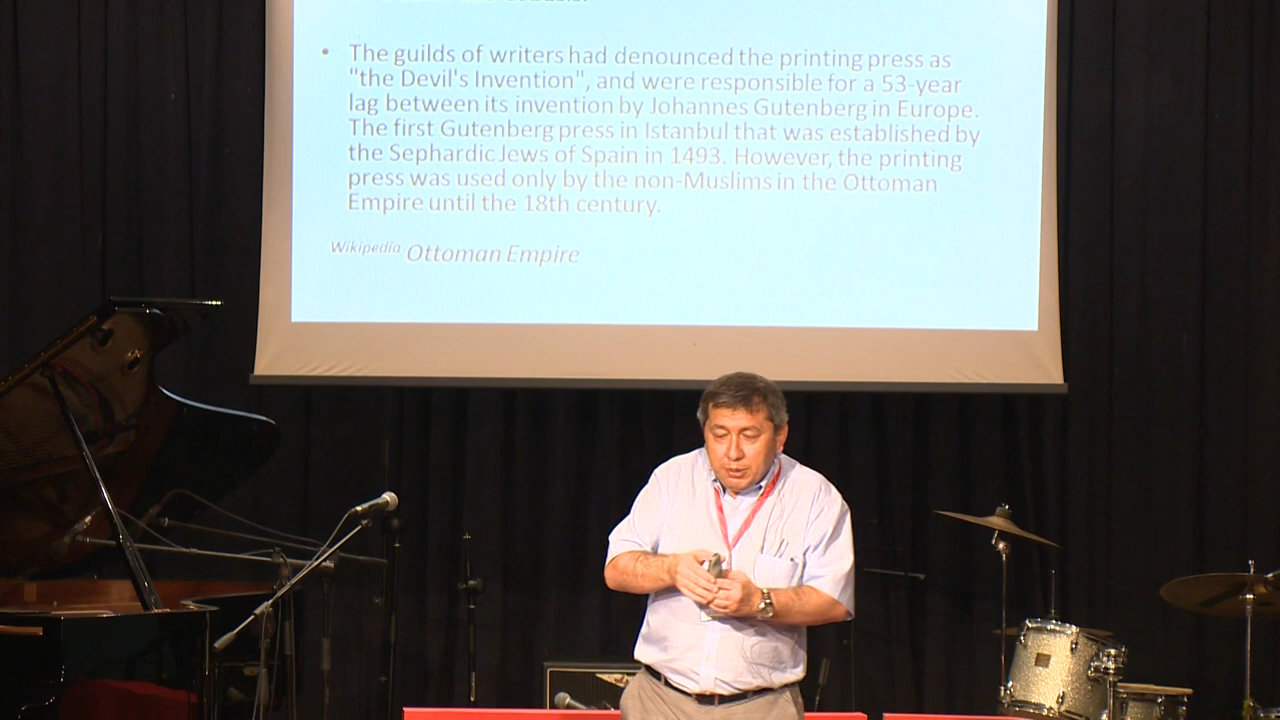 • The guilds of writers had denounced the printing press as
"the Devil's Invention", and were responsible for a 53-year
lag between its invention by Johannes Gutenberg in Europe.
The first Gutenberg press in Istanbul that was established by
the Sephardic Jews of Spain in 1493. However, the printing
press was used only by the non-Muslims in the Ottoman
Empire until the 18th century.
Wikipedia Ottoman Empire